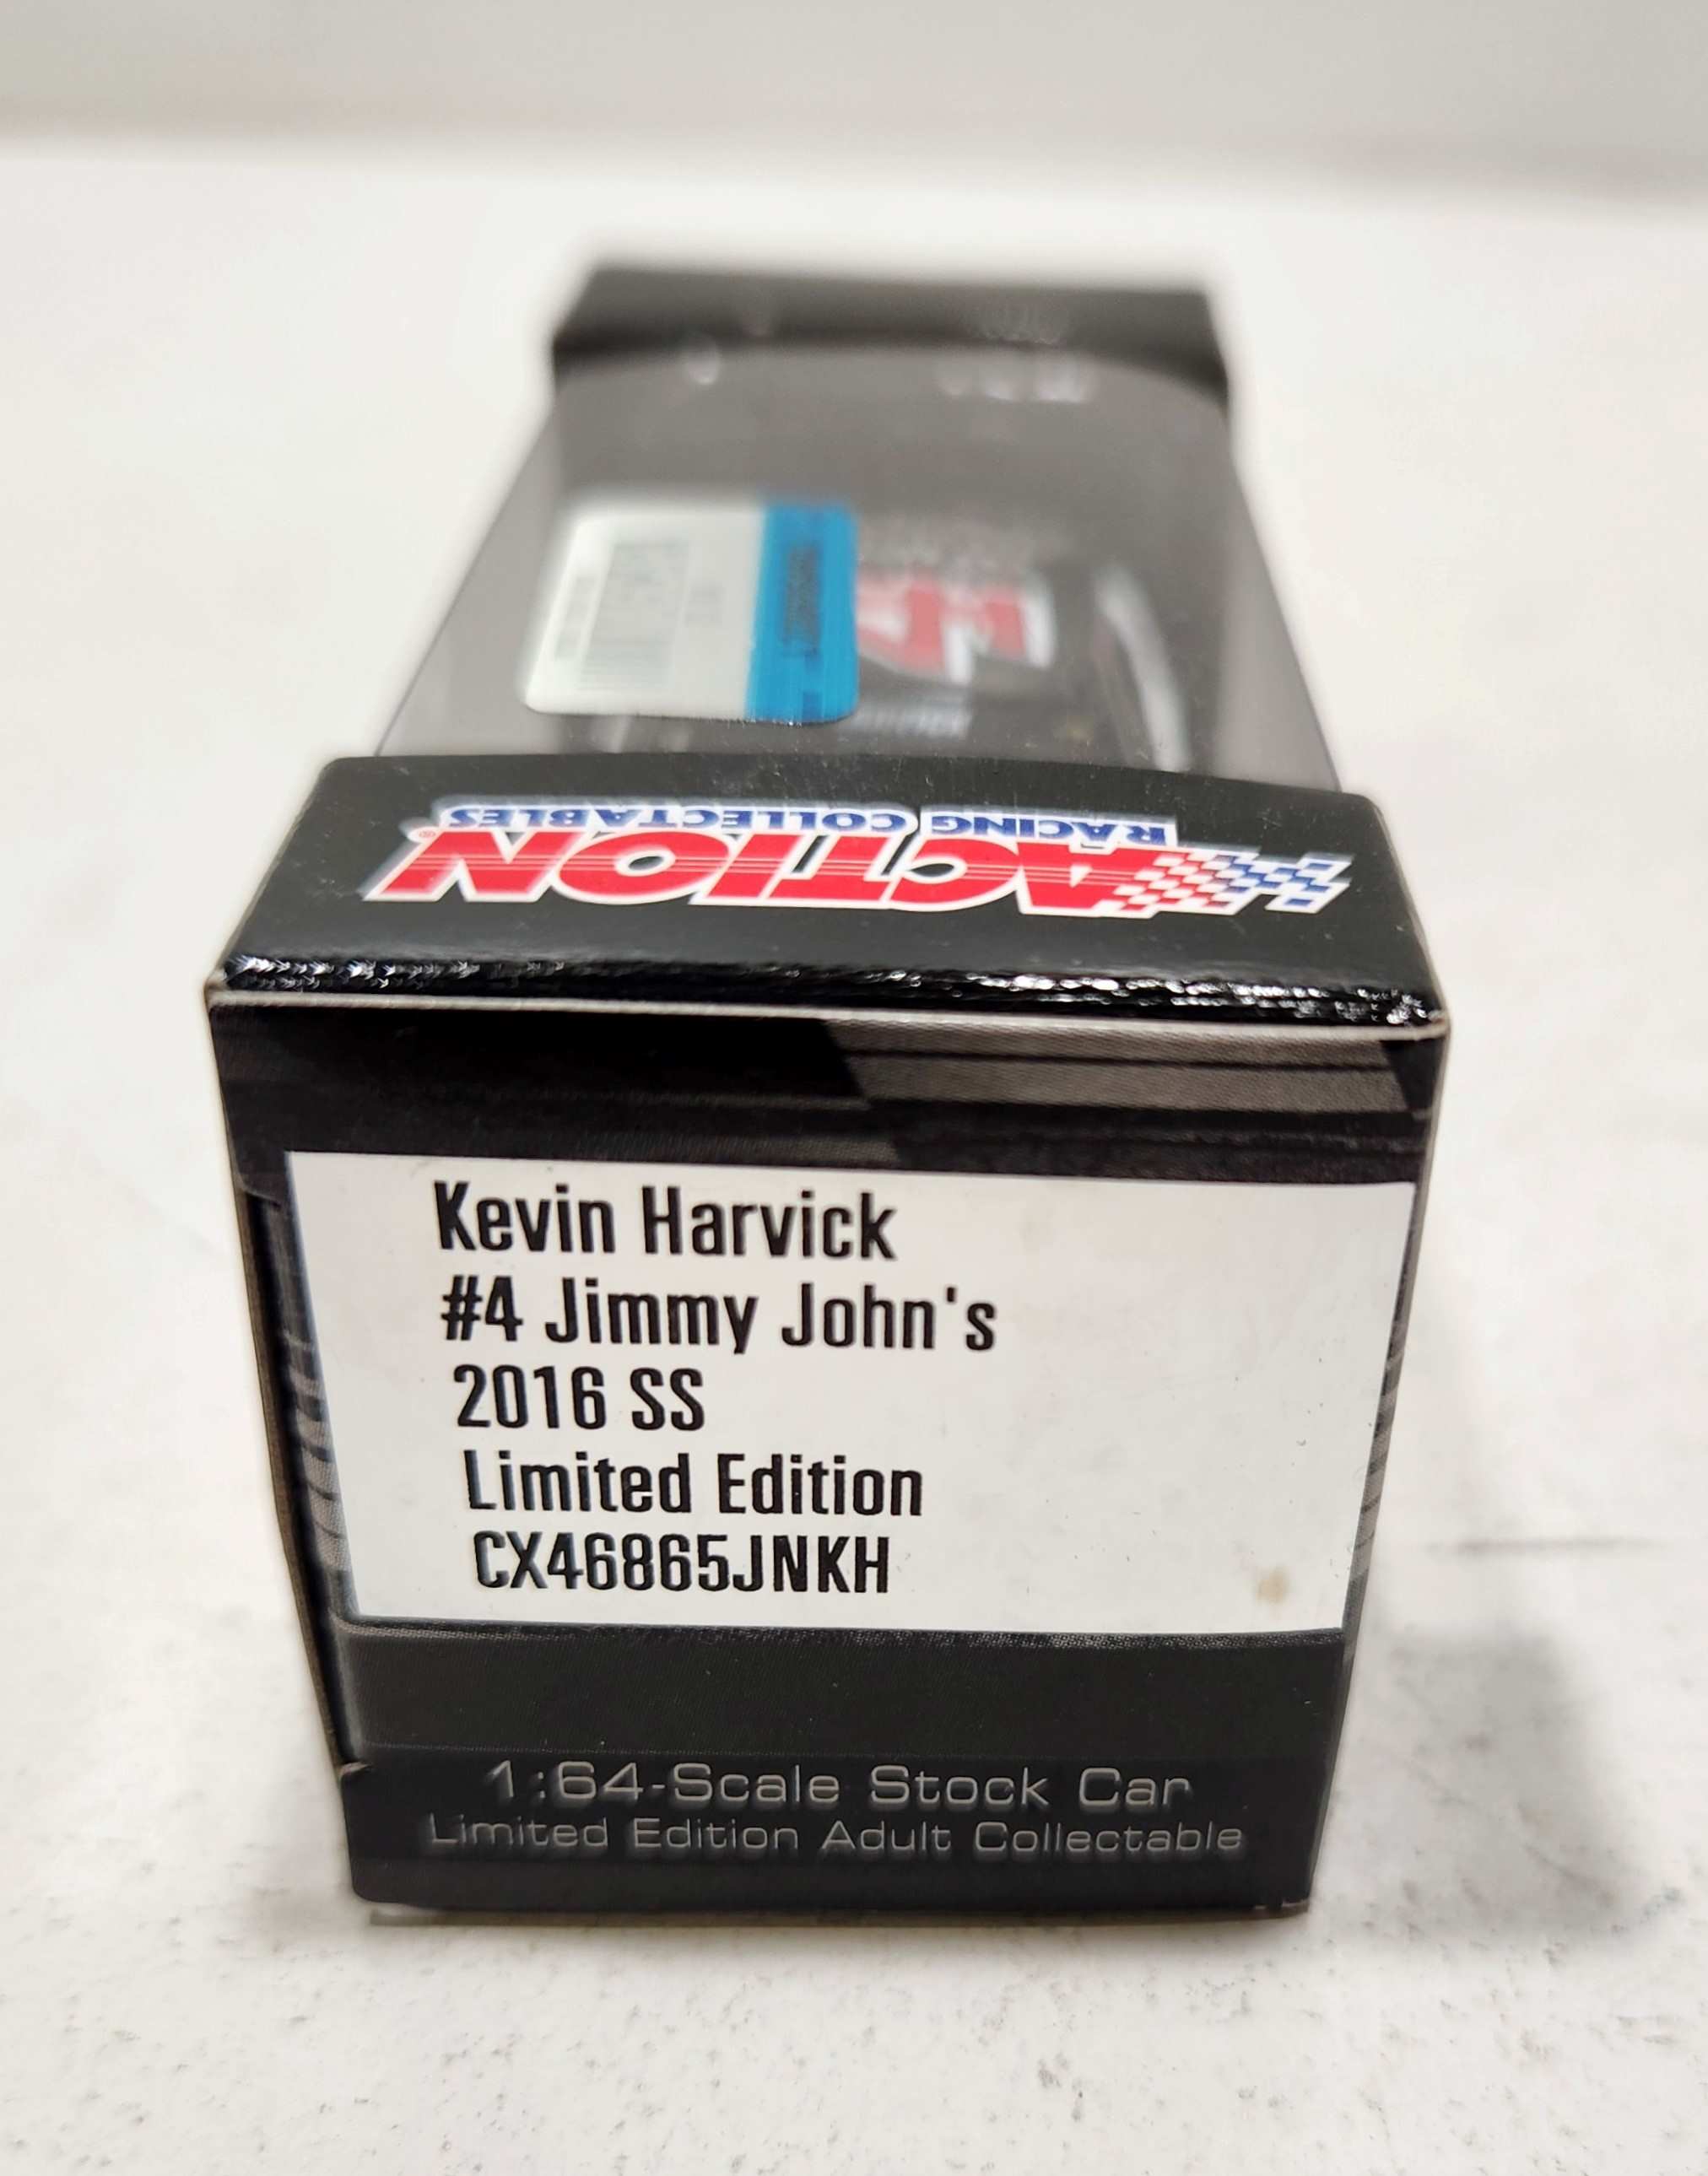 ACTION®
RACING COLLECTABLES
Kevin Harvick
#4 Jimmy John's
2016 SS
Limited Edition
CX46865JNKH
1:64-Scale Stock Car
Limited Edition Adult Collectable